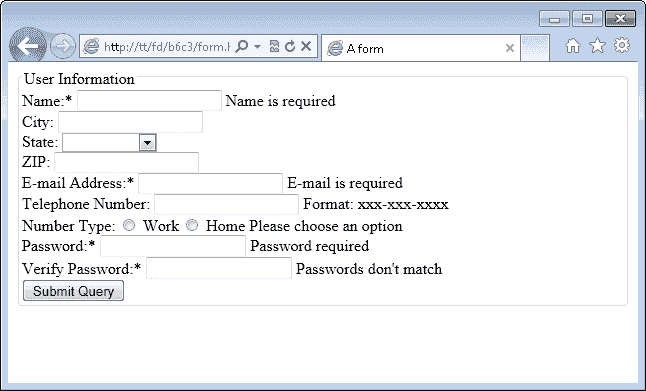 http://tt/fd/b6c3/form.h
A form
User Information
Name:* Name is required
City:
State:
ZIP:
E-mail Address:* E-mail is required
Telephone Number: Format: xxx-xxx-xxxx
Number Type: Work Home Please choose an option
Password:* Password required
Verify Password:* Passwords don't match
Submit Query